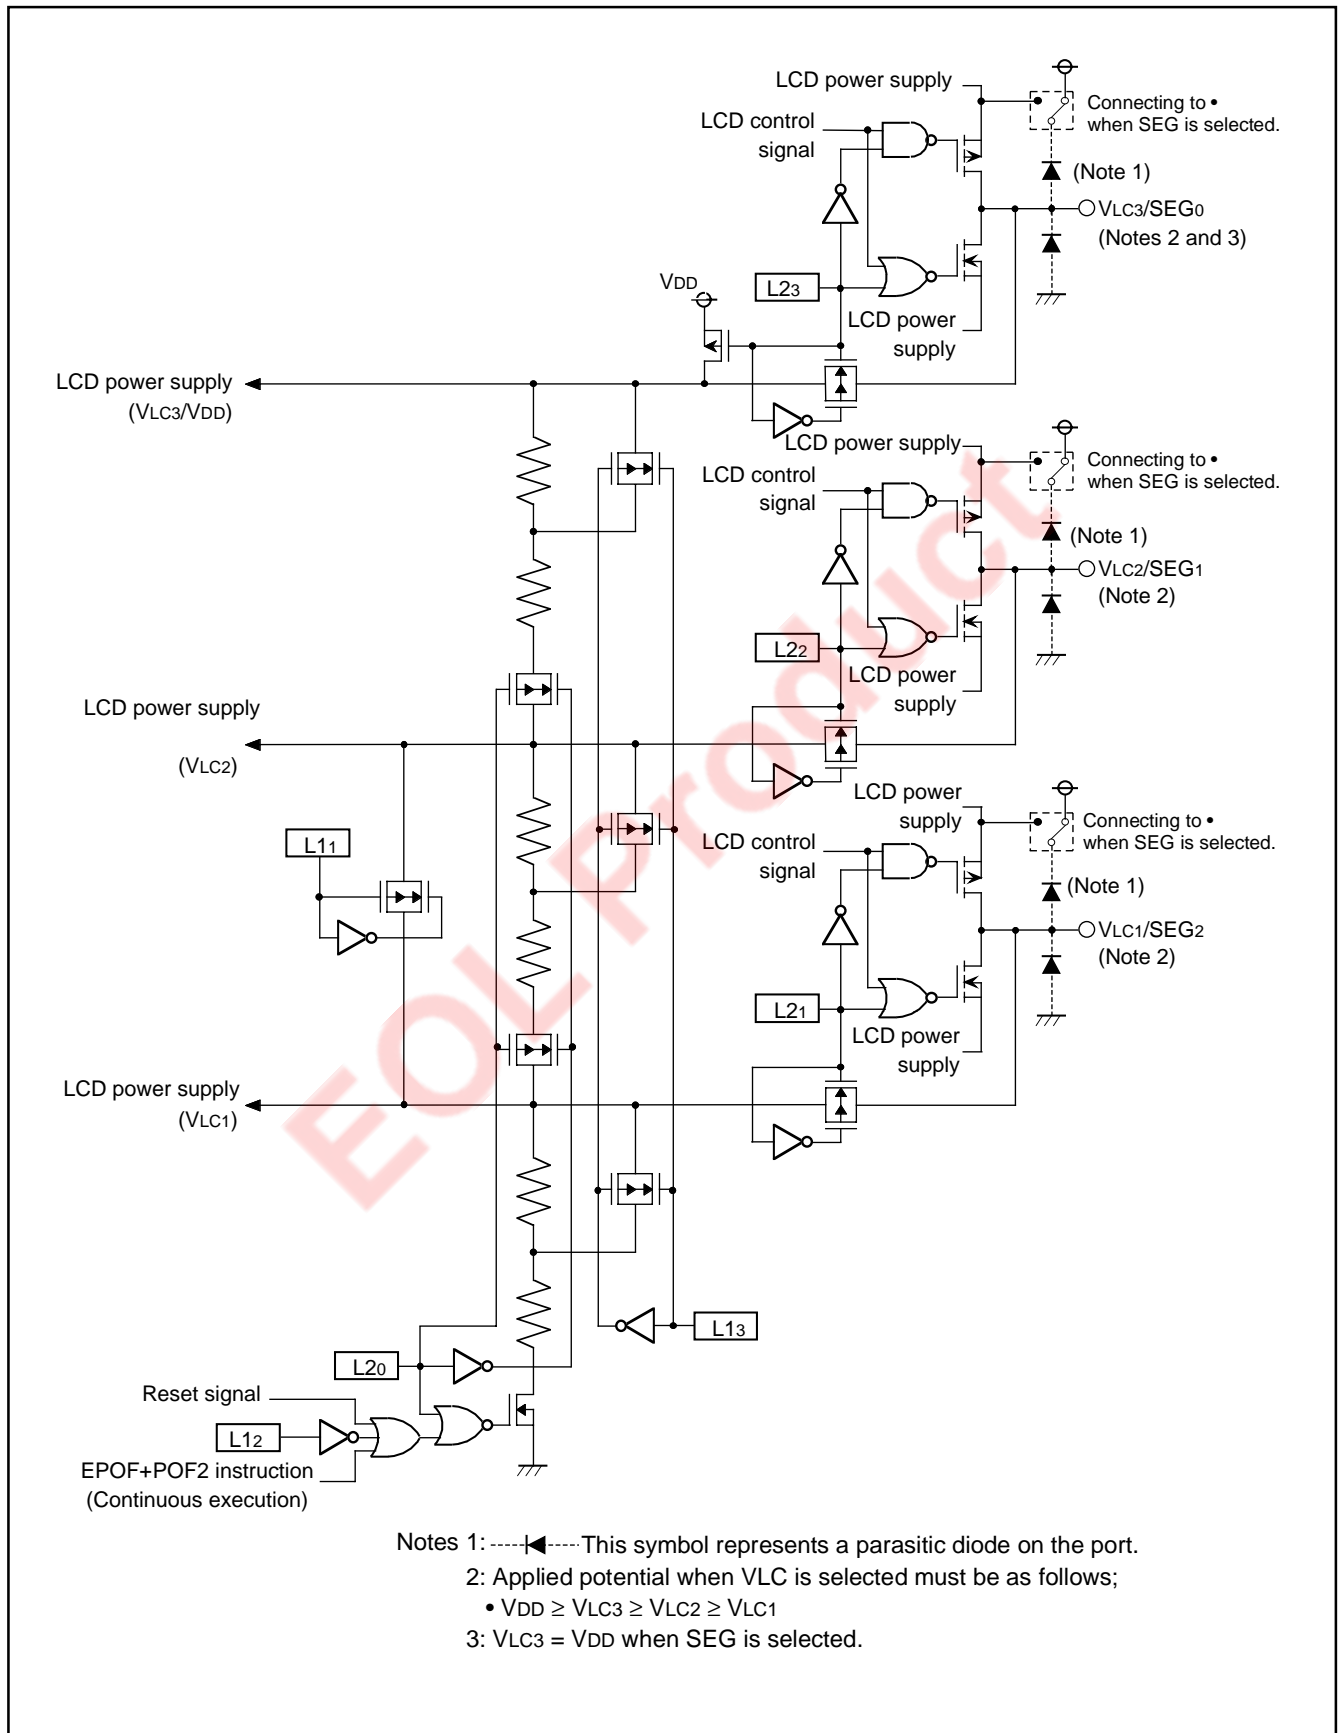 LCD power supply
Connecting to •
when SEG is selected.
LCD control
signal
(Note 1)
VLC3/SEG0
(Notes 2 and 3)
L23
VDD
LCD power
supply
LCD power supply
(VLC3/VDD)
LCD power supply
Connecting to •
when SEG is selected.
LCD control
signal
(Note 1)
VLC2/SEG1
(Note 2)
L22
LCD power
supply
LCD power supply
(VLC2)
LCD power
supply
Connecting to •
when SEG is selected.
L11
LCD control
signal
(Note 1)
VLC1/SEG2
(Note 2)
L21
LCD power
supply
LCD power supply
(VLC1)
L13
L20
Reset signal
L12
EPOF+POF2 instruction
(Continuous execution)
EOL Product
Notes 1: This symbol represents a parasitic diode on the port.
2: Applied potential when VLC is selected must be as follows;
• VDD ≥ VLC3 ≥ VLC2 ≥ VLC1
3: VLC3 = VDD when SEG is selected.